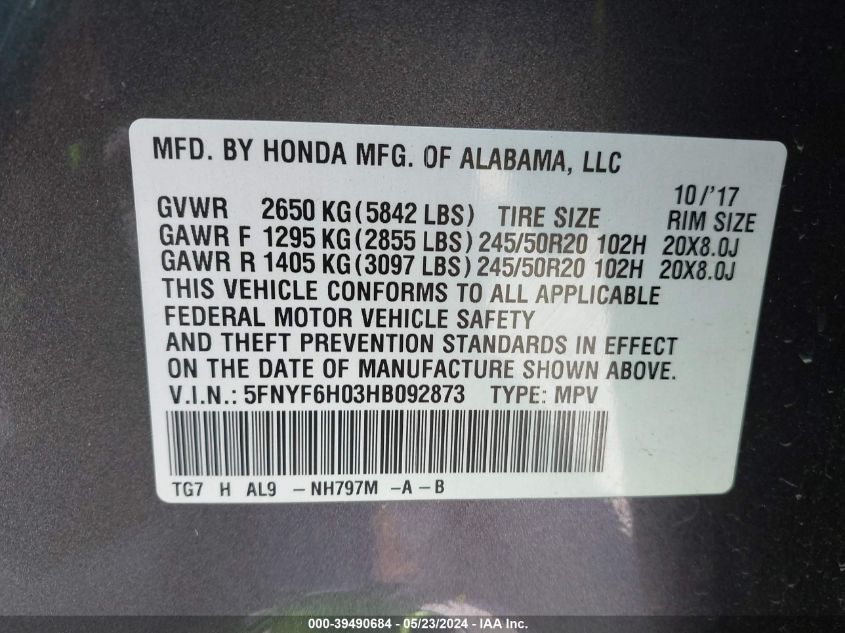 MFD. BY HONDA MFG. OF ALABAMA, LLC
10/'17
GVWR 2650 KG(5842 LBS) TIRE SIZE RIM SIZE
GAWR F 1295 KG(2855 LBS) 245/50R20 102H 20X8.0J
GAWR R 1405 KG(3097 LBS) 245/50R20 102H 20X8.0J
THIS VEHICLE CONFORMS TO ALL APPLICABLE
FEDERAL MOTOR VEHICLE SAFETY
AND THEFT PREVENTION STANDARDS IN EFFECT
ON THE DATE OF MANUFACTURE SHOWN ABOVE.
V.I.N.: 5FNYF6H03HB092873 TYPE: MPV
TG7 H AL9 -NH797M -A-B
000-39490684 - 05/23/2024 - IAA Inc.